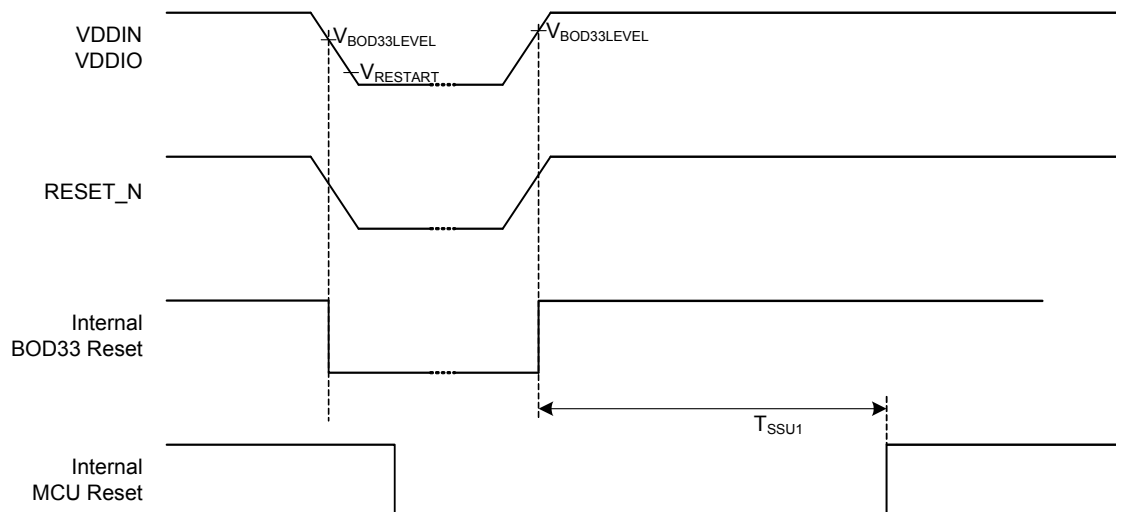 VDDIN
VDDIO
VBOD33LEVEL
VRESTART
VBOD33LEVEL
RESET_N
Internal
BOD33 Reset
TSSU1
Internal
MCU Reset